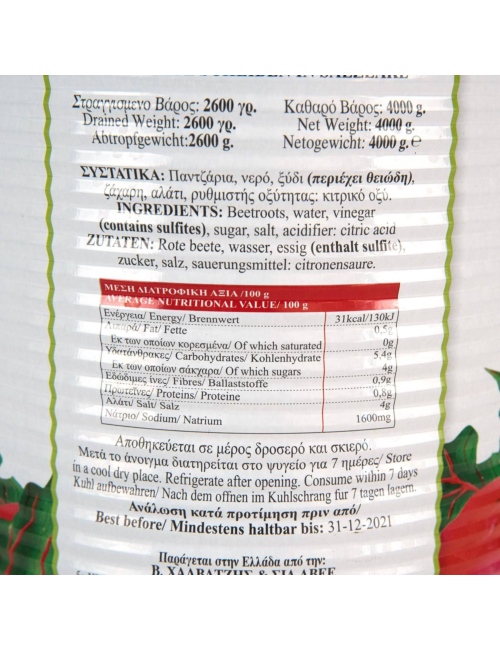 Στραγγισμενο Βάρος: 2600 γρ. Καθαρό Βάρος: 4000 g.
Drained Weight: 2600 γρ. Net Weight: 4000 g.
Abtropfgewicht:2600 g. Netogewicht: 4000 g. ℮
ΣΥΣΤΑΤΙΚΑ: Παντζάρια, νερό, ξύδι (περιέχει θειώδη),
ζάχαρη, αλάτι, ρυθμιστής οξύτητας: κιτρικό οξύ.
INGREDIENTS: Beetroots, water, vinegar
(contains sulfites), sugar, salt, acidifier: citric acid
ZUTATEN: Rote beete, wasser, essig (enthalt sulfite),
zucker, salz, sauerungsmittel: citronensaure.
ΜΕΣΗ ΔΙΑΤΡΟΦΙΚΗ ΑΞΙΑ /100 g
AVERAGE NUTRITIONAL VALUE/ 100 g
Ενέργεια/ Energy/ Brennwert 31kcal/130kJ
Λιπαρά/ Fat/ Fette 0,5g
Εκ των οποίων κορεσμένα/ Of which saturated 0g
Υδατάνθρακες/ Carbohydrates/ Kohlenhydrate 5,4g
Εκ των οποίων σάκχαρα/ Of which sugars 4g
Εδώδιμες ίνες/ Fibres/ Ballaststoffe 0,9g
Πρωτεΐνες/ Proteins/ Proteine 0,8g
Αλάτι/ Salt/ Salz 4g
Νάτριο/ Sodium/ Natrium 1600mg
Αποθηκεύεται σε μέρος δροσερό και σκιερό.
Μετά το άνοιγμα διατηρείται στο ψυγείο για 7 ημέρες/ Store
in a cool dry place. Refrigerate after opening. Consume within 7 days
Kuhl aufbewahren/ Nach dem offnen im Kuhlschrang fur 7 tagen lagern.
Ανάλωση κατά προτίμηση πριν από/
Best before/ Mindestens haltbar bis: 31-12-2021
Παράγεται στην Ελλάδα από την:
Β. ΧΑΛΒΑΤΖΗΣ & ΣΙΑ ΑΒΕΕ